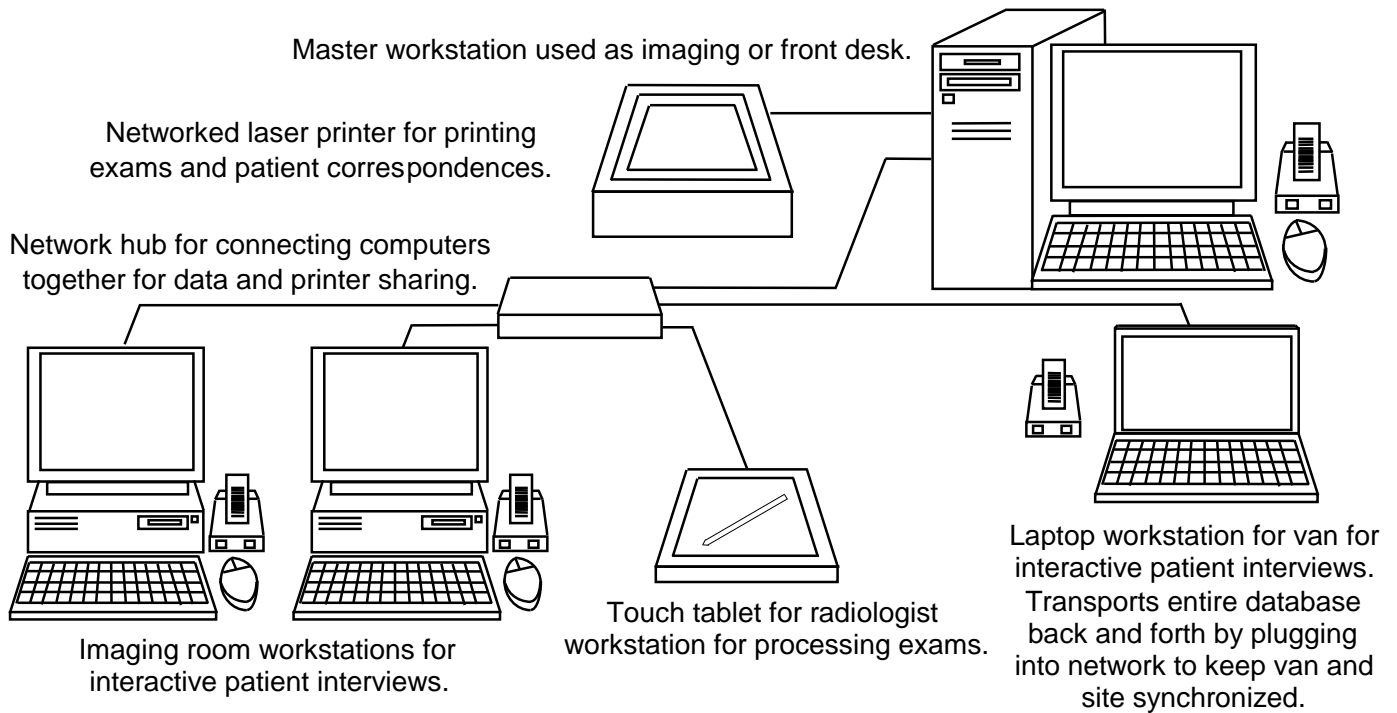 Master workstation used as imaging or front desk.
Networked laser printer for printing
exams and patient correspondences.
Network hub for connecting computers
together for data and printer sharing.
Imaging room workstations for
interactive patient interviews.
Touch tablet for radiologist
workstation for processing exams.
Laptop workstation for van for
interactive patient interviews.
Transports entire database
back and forth by plugging
into network to keep van and
site synchronized.